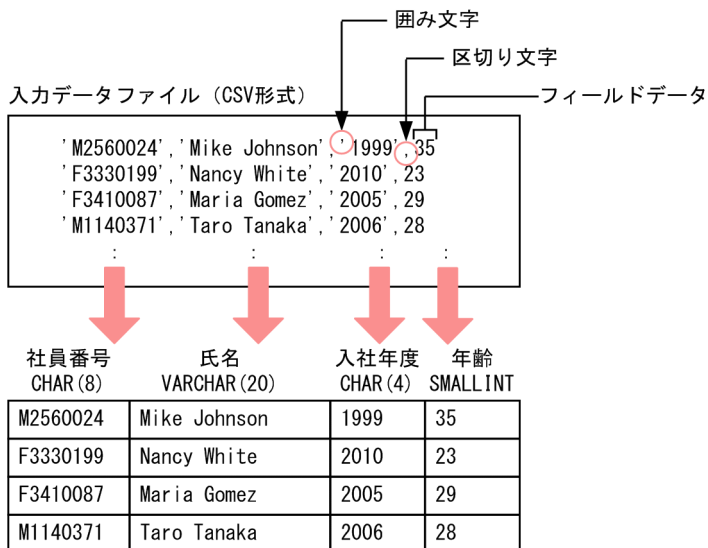 囲み文字
区切り文字
入力データファイル（CSV形式）
フィールドデータ
'M2560024','Mike Johnson','1999',35
'F3330199','Nancy White','2010',23
'F3410087','Maria Gomez','2005',29
'M1140371','Taro Tanaka','2006',28
: : : :
社員番号 氏名 入社年度 年齢
CHAR(8) VARCHAR(20) CHAR(4) SMALLINT
M2560024 Mike Johnson 1999 35
F3330199 Nancy White 2010 23
F3410087 Maria Gomez 2005 29
M1140371 Taro Tanaka 2006 28